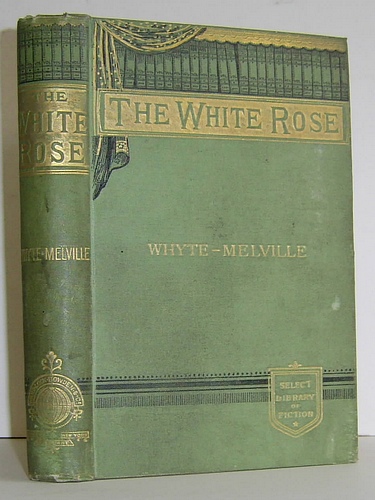 THE
WHITE
ROSE
WHYTE-MELVILLE
THE WHITE ROSE
WHYTE-MELVILLE
SELECT
LIBRARY
OF
FICTION